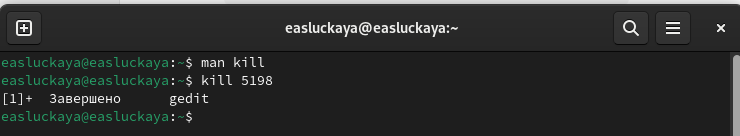 easluckaya@easluckaya:~
easluckaya@easluckaya:~$ man kill
easluckaya@easluckaya:~$ kill 5198
[1]+  Завершено      gedit
easluckaya@easluckaya:~$